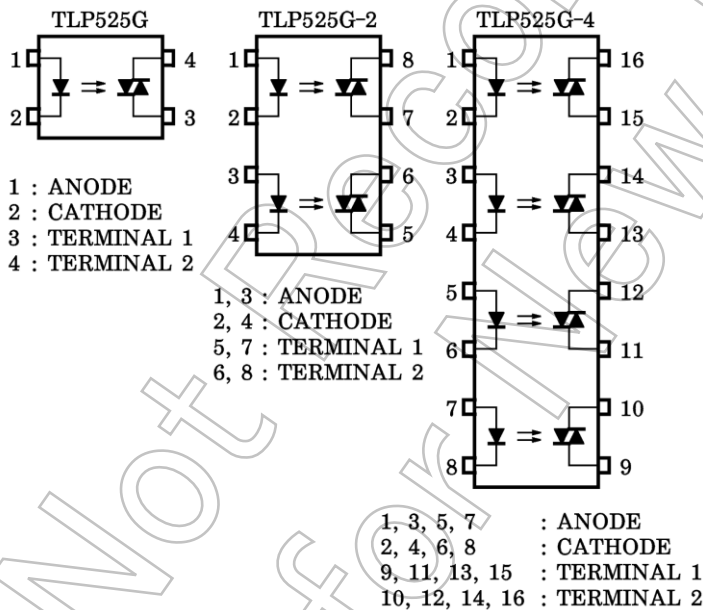 TLP525G
1 4
2 3
1 : ANODE
2 : CATHODE
3 : TERMINAL 1
4 : TERMINAL 2
TLP525G-2
1 8
2 7
3 6
4 5
1, 3 : ANODE
2, 4 : CATHODE
5, 7 : TERMINAL 1
6, 8 : TERMINAL 2
TLP525G-4
1 16
2 15
3 14
4 13
5 12
6 11
7 10
8 9
1, 3, 5, 7 : ANODE
2, 4, 6, 8 : CATHODE
9, 11, 13, 15 : TERMINAL 1
10, 12, 14, 16 : TERMINAL 2
Not Recom
for New